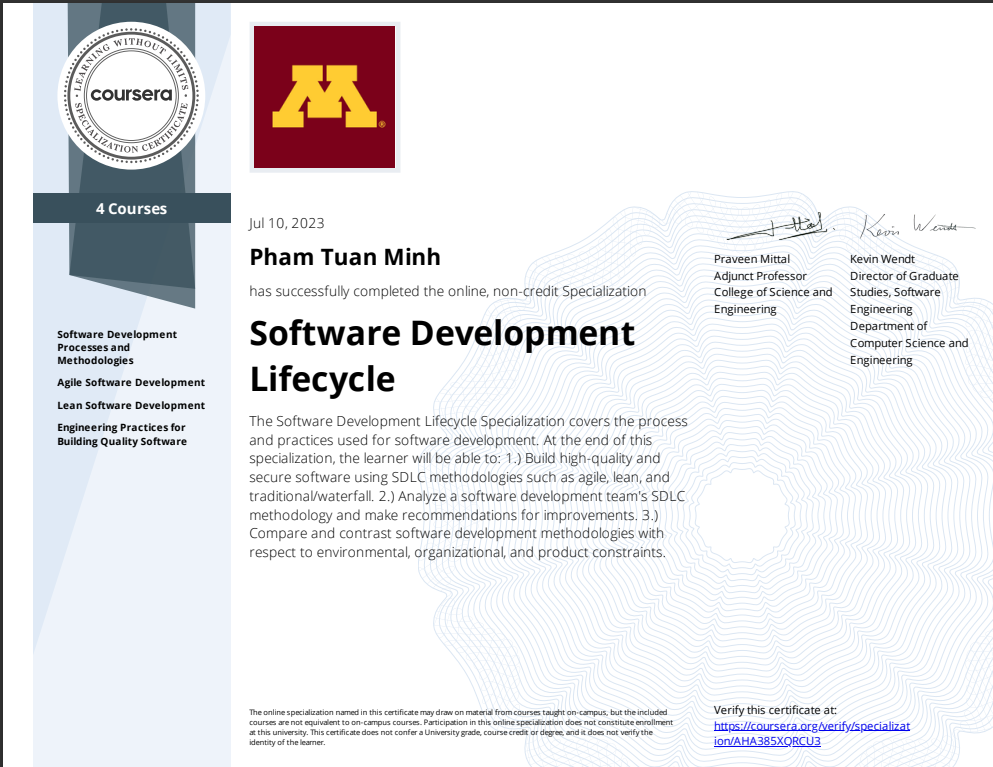 LEARNING WITHOUT LIMITS
coursera
SPECIALIZATION CERTIFICATE
4 Courses
Software Development
Processes and
Methodologies
Agile Software Development
Lean Software Development
Engineering Practices for
Building Quality Software
M
®
Jul 10, 2023
Pham Tuan Minh
has successfully completed the online, non-credit Specialization
Software Development
Lifecycle
The Software Development Lifecycle Specialization covers the process
and practices used for software development. At the end of this
specialization, the learner will be able to: 1.) Build high-quality and
secure software using SDLC methodologies such as agile, lean, and
traditional/waterfall. 2.) Analyze a software development team's SDLC
methodology and make recommendations for improvements. 3.)
Compare and contrast software development methodologies with
respect to environmental, organizational, and product constraints.
Praveen Mittal
Adjunct Professor
College of Science and
Engineering
Kevin Wendt
Kevin Wendt
Director of Graduate
Studies, Software
Engineering
Department of
Computer Science and
Engineering
The online specialization named in this certificate may draw on material from courses taught on-campus, but the included
courses are not equivalent to on-campus courses. Participation in this online specialization does not constitute enrollment
at this university. This certificate does not confer a University grade, course credit or degree, and it does not verify the
identity of the learner.
Verify this certificate at:
https://coursera.org/verify/specializat
ion/AHA385XQRCU3